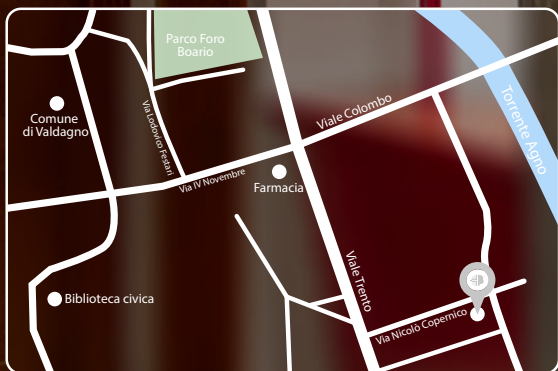 Parco Foro
Boario
Comune
di Valdagno
Via Lodovico Festari
Viale Colombo
Torrente Agno
Via IV Novembre
Farmacia
Viale Trento
Biblioteca civica
Via Nicolò Copernico